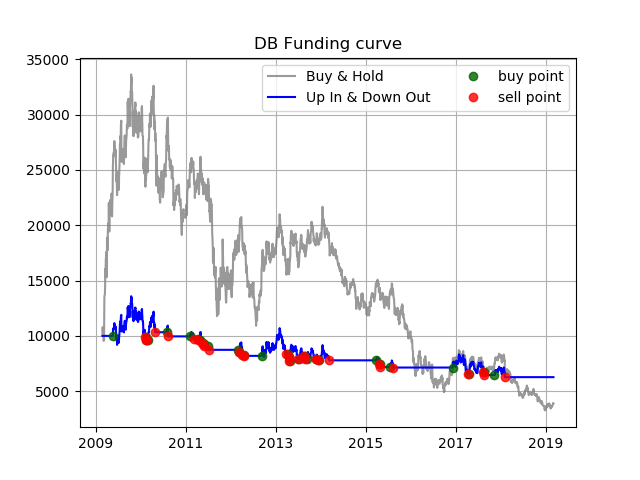 DB Funding curve
35000
30000
25000
20000
15000
10000
5000
Buy & Hold
Up In & Down Out
buy point
sell point
2009 2011 2013 2015 2017 2019